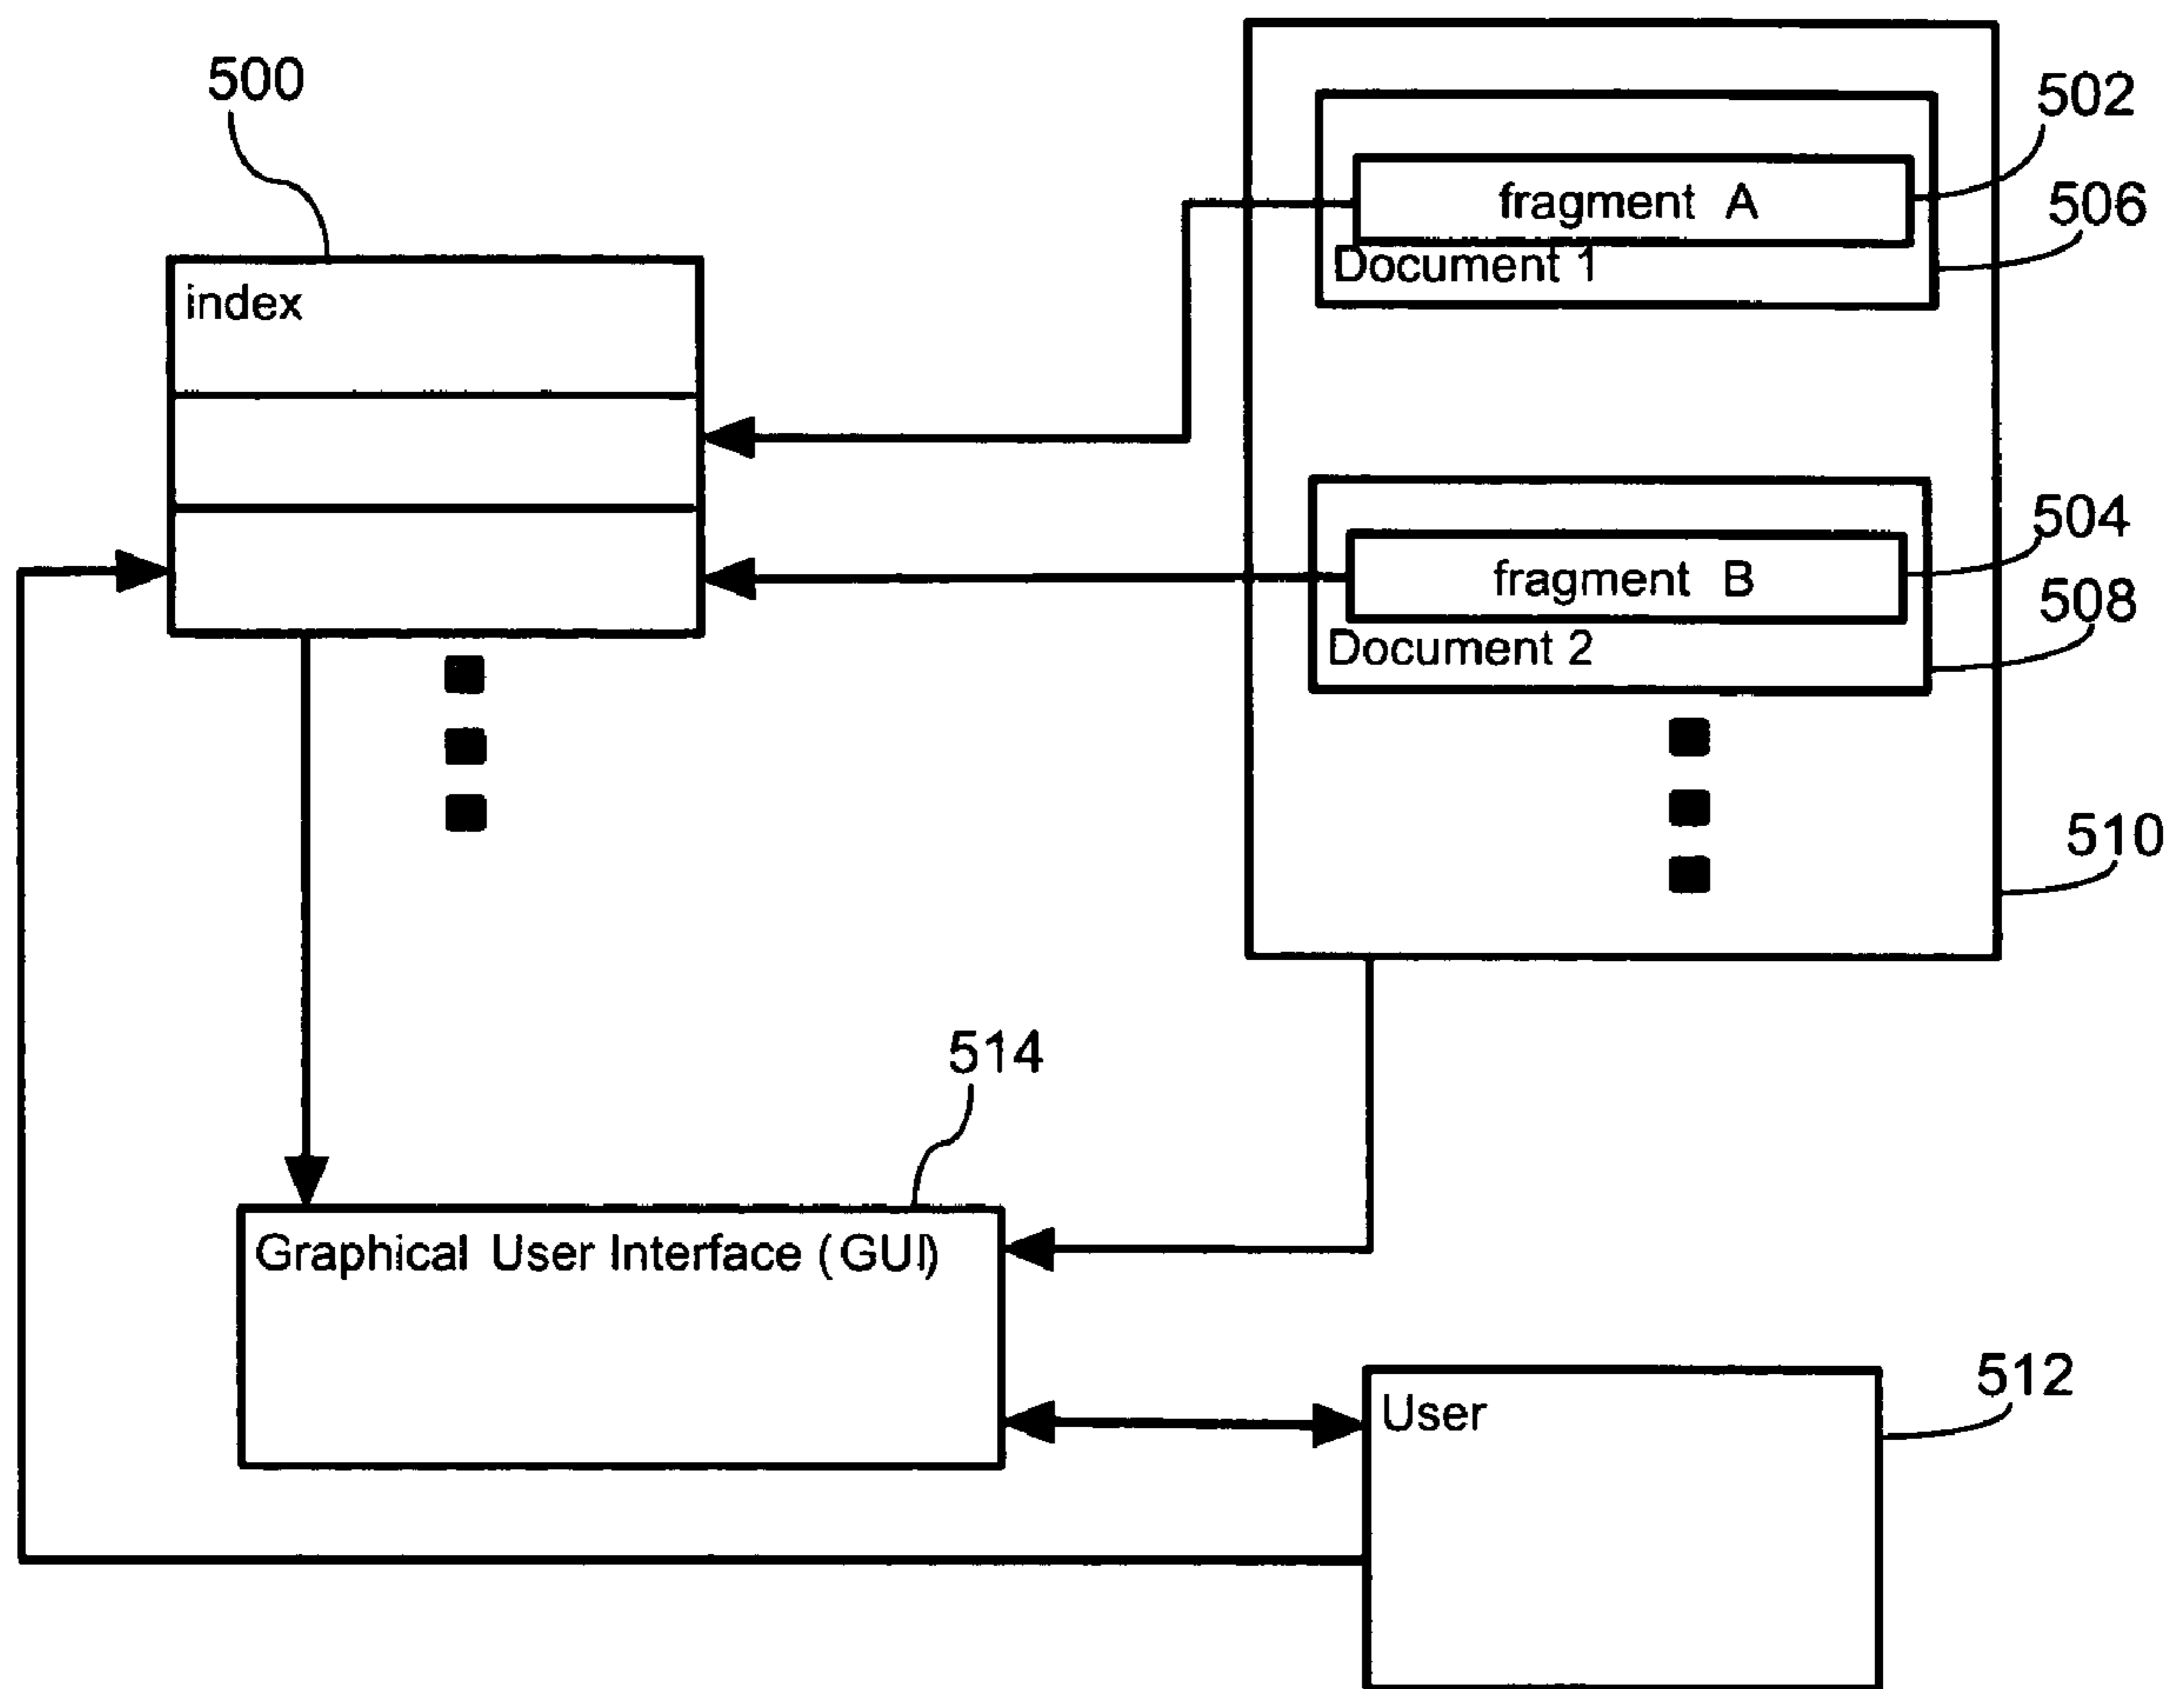 500
502
fragment A
506
Document 1
index
504
fragment B
508
Document 2
510
514
Graphical User Interface (GUI)
512
User